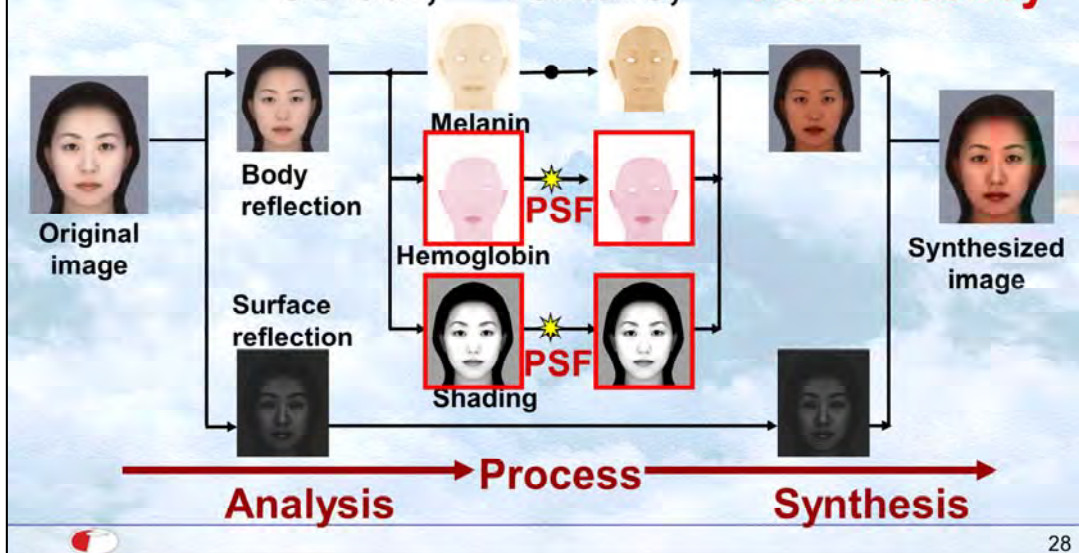 Melanin
Body
reflection
PSF
Original
image
Hemoglobin
Synthesized
image
Surface
reflection
PSF
Shading
Process
Analysis
Synthesis
28